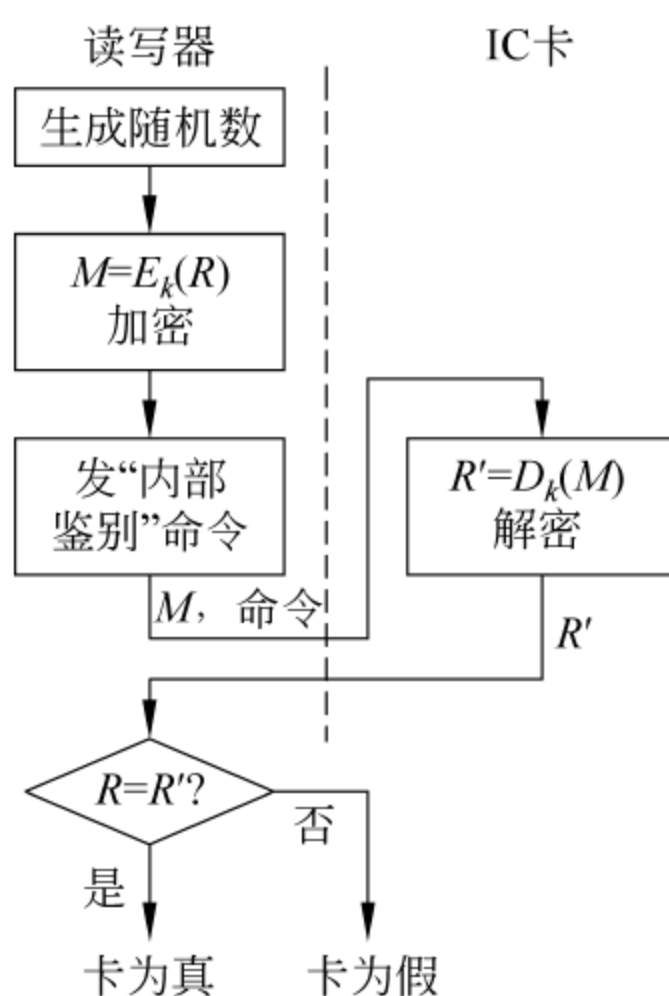 读写器
IC卡
生成随机数
M=Ek(R)
加密
发“内部
鉴别”命令
R′=Dk(M)
解密
M，命令
R′
R=R′?
否
是
卡为真
卡为假